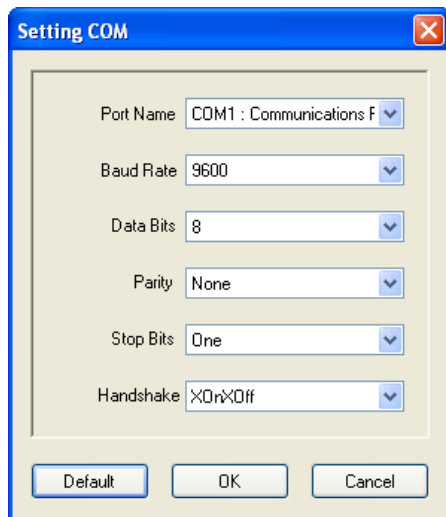 Setting COM
Port Name COM1 : Communications F
Baud Rate 9600
Data Bits 8
Parity None
Stop Bits One
Handshake XOnXOff
Default OK Cancel